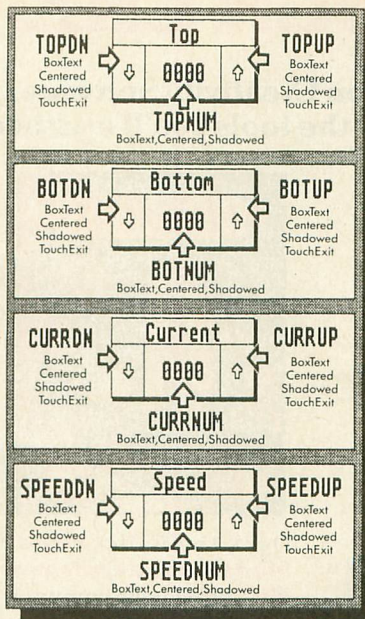 Top
TOPDN
TOPUP
BoxText
Centered
Shadowed
TouchExit
0000
BoxText
Centered
Shadowed
TouchExit
TOPNUM
BoxText,Centered,Shadowed
Bottom
BOTDN
BOTUP
BoxText
Centered
Shadowed
TouchExit
0000
BoxText
Centered
Shadowed
TouchExit
BOTNUM
BoxText,Centered,Shadowed
Current
CURRDN
CURRUP
BoxText
Centered
Shadowed
TouchExit
0000
BoxText
Centered
Shadowed
TouchExit
CURRNUM
BoxText,Centered,Shadowed
Speed
SPEEDDN
SPEEDUP
BoxText
Centered
Shadowed
TouchExit
0000
BoxText
Centered
Shadowed
TouchExit
SPEEDNUM
BoxText,Centered,Shadowed